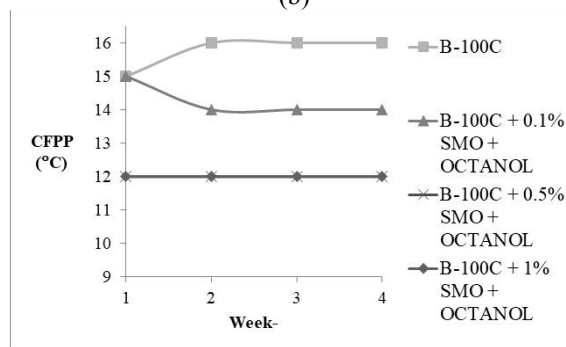 (b)
16
15
14
13
12
11
10
9
CFPP
(°C)
1
2
3
4
Week-
B-100C
B-100C + 0.1%
SMO +
OCTANOL
B-100C + 0.5%
SMO +
OCTANOL
B-100C + 1%
SMO +
OCTANOL